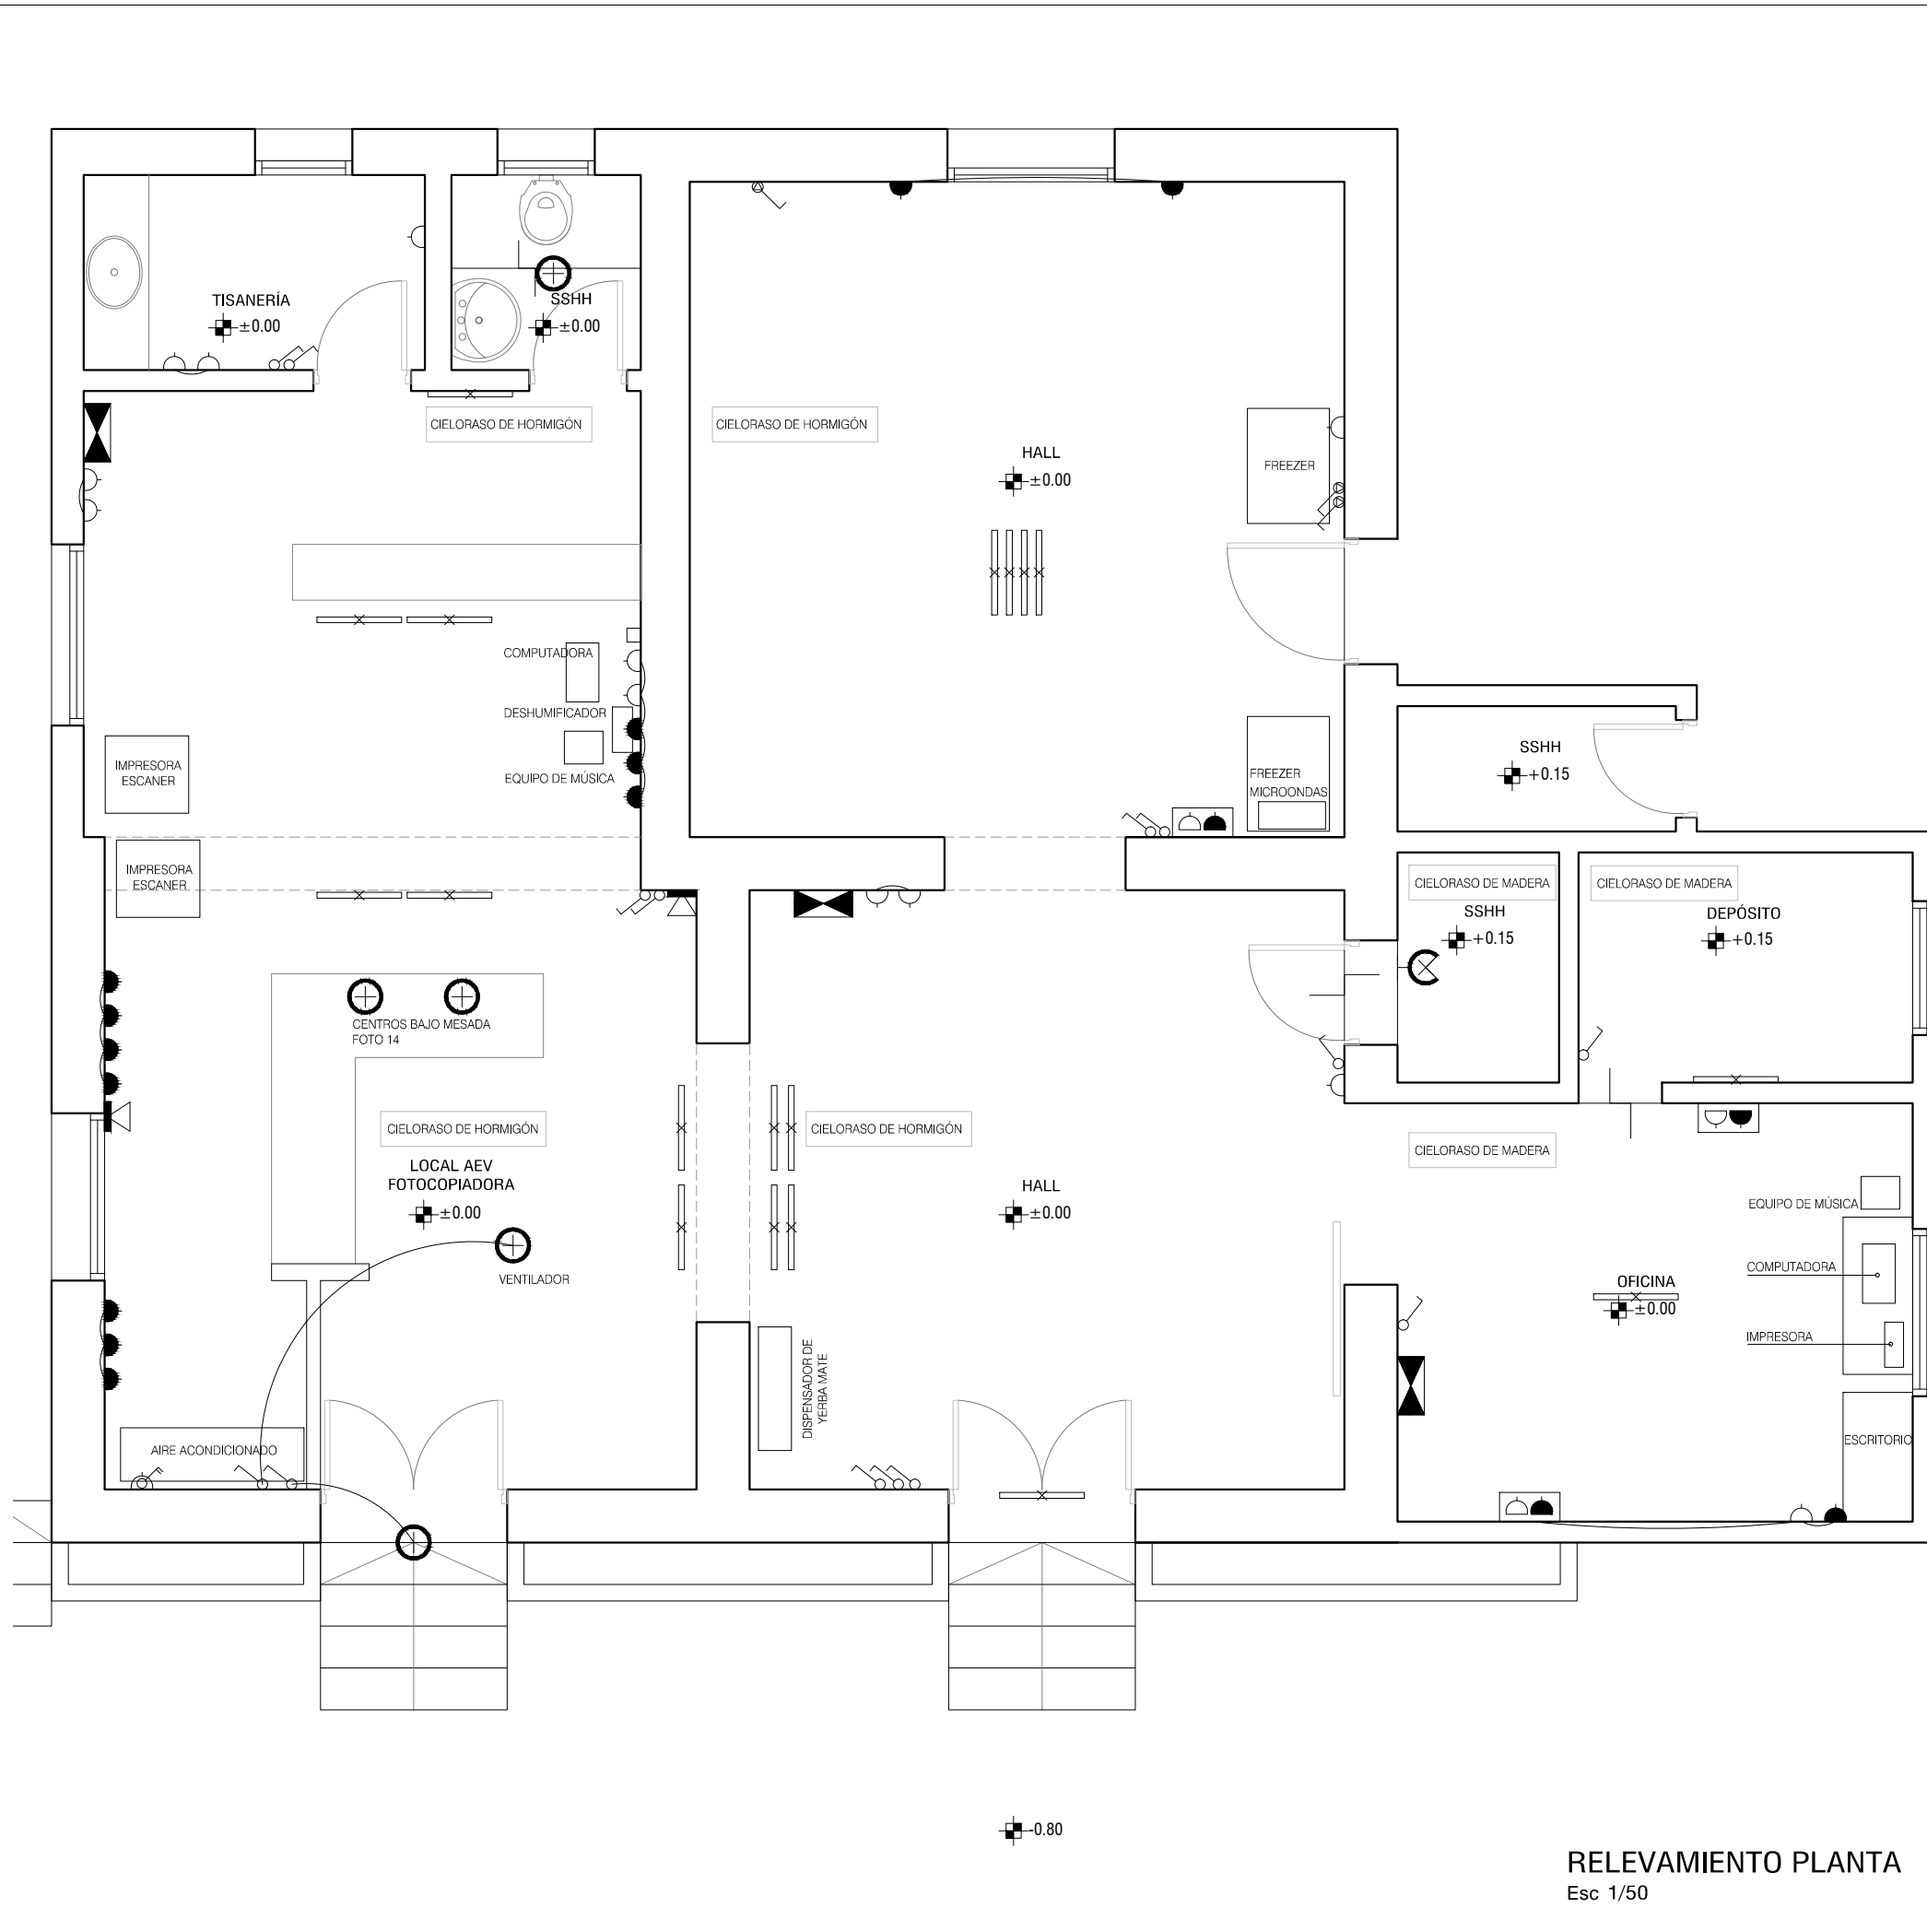 TISANERÍA
±0.00
SSHH
±0.00
CIELORASO DE HORMIGÓN
CIELORASO DE HORMIGÓN
HALL
±0.00
FREEZER
COMPUTADORA
DESHUMIFICADOR
EQUIPO DE MÚSICA
IMPRESORA
ESCANER
FREEZER
MICROONDAS
SSHH
+0.15
IMPRESORA
ESCANER
CIELORASO DE MADERA
SSHH
+0.15
CIELORASO DE MADERA
DEPÓSITO
+0.15
CENTROS BAJO MESADA
FOTO 14
CIELORASO DE HORMIGÓN
LOCAL AEV
FOTOCOPIADORA
±0.00
VENTILADOR
CIELORASO DE HORMIGÓN
HALL
±0.00
CIELORASO DE MADERA
EQUIPO DE MÚSICA
COMPUTADORA
OFICINA
±0.00
IMPRESORA
DISPENSADOR DE
YERBA MATE
AIRE ACONDICIONADO
ESCRITORIO
-0.80
RELEVAMIENTO PLANTA
Esc 1/50